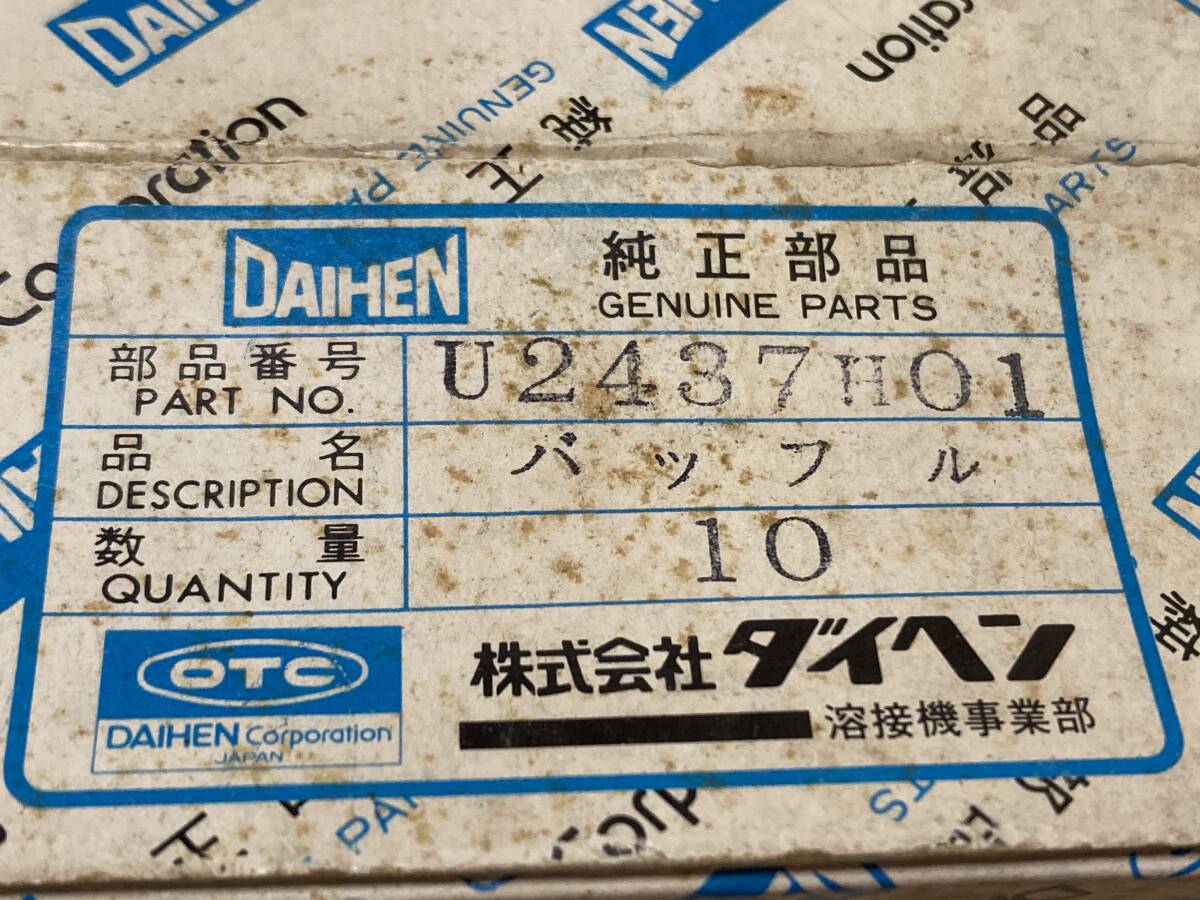 DAIHEN
純正部品
GENUINE PARTS
部品番号
PART NO.
U2437H01
品名
DESCRIPTION
バッフル
数量
QUANTITY
10
OTC
DAIHEN Corporation
JAPAN
株式会社ダイヘン
溶接機事業部